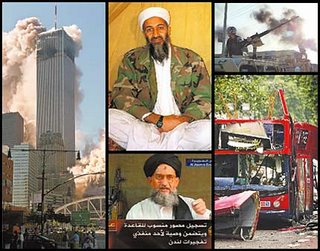 تسجيل مصور منسوب للقاعدة
ويتضمن وصية لأحد منفذي
تفجيرات لندن